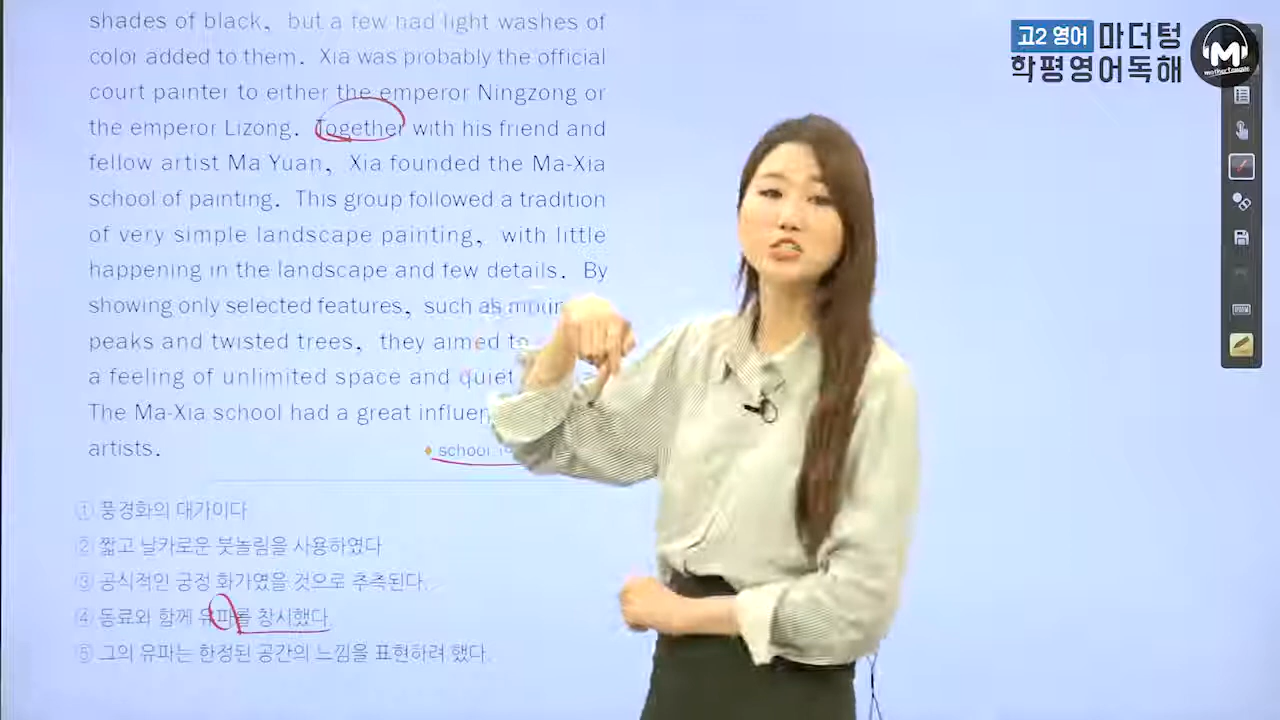 shades of black, but a few had light washes of
color added to them. Xia was probably the official
court painter to either the emperor Ningzong or
the emperor Lizong. Together with his friend and
fellow artist Ma Yuan, Xia founded the Ma-Xia
school of painting. This group followed a tradition
of very simple landscape painting, with little
happening in the landscape and few details. By
showing only selected features, such as
peaks and twisted trees, they aimed
a feeling of unlimited space and quiet
The Ma-Xia school had a great
artists.
school
① 풍경화의 대가이다
② 짧고 날카로운 붓놀림을 사용하였다
③ 공식적인 궁정 화가였을 것으로 추측된다.
④ 동료와 함께 유파를 창시했다.
⑤ 그의 유파는 한정된 공간의 느낌을 표현하려 했다.
고2 영어 마더텅
학평영어독해
M
mothertongue